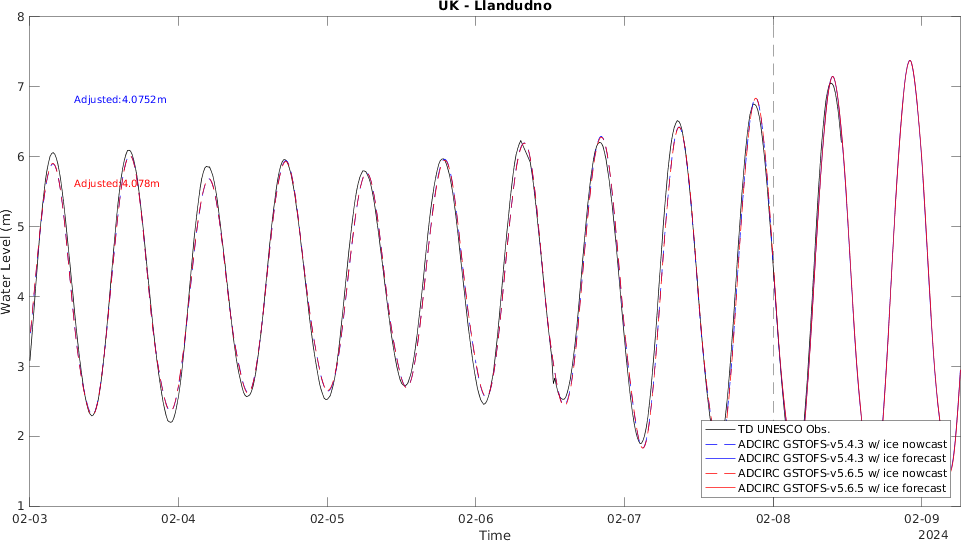 UK - Llandudno
8
7
6
5
4
3
2
1
Water Level (m)
Adjusted:4.0752m
Adjusted:4.078m
TD UNESCO Obs.
ADCIRC GSTOFS-v5.4.3 w/ ice nowcast
ADCIRC GSTOFS-v5.4.3 w/ ice forecast
ADCIRC GSTOFS-v5.6.5 w/ ice nowcast
ADCIRC GSTOFS-v5.6.5 w/ ice forecast
02-03 02-04 02-05 02-06 02-07 02-08 02-09
Time
2024